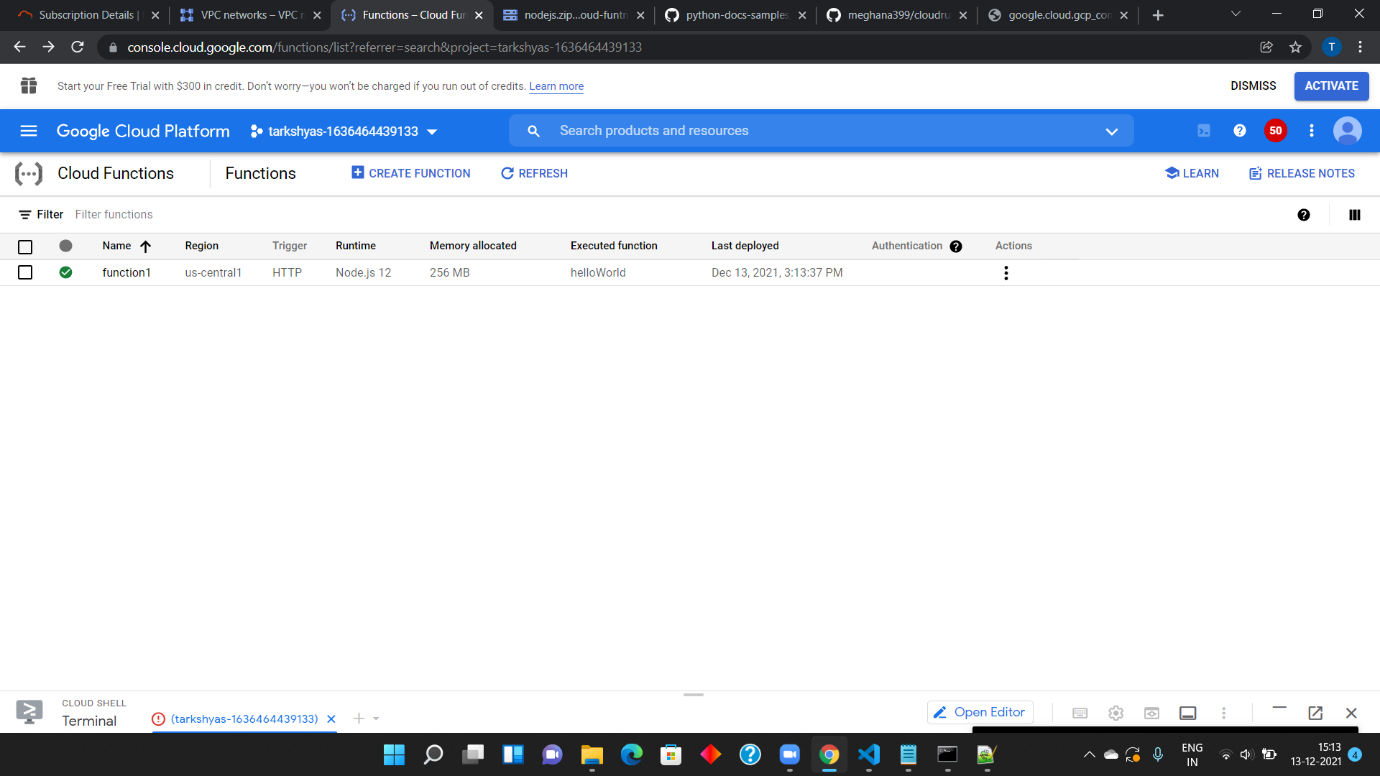 Subscription Details |
VPC networks – VPC n
Functions – Cloud Fun
nodejs.zip...oud-funtn
python-docs-samples
meghana399/cloudru
google.cloud.gcp_con
console.cloud.google.com/functions/list?referrer=search&project=tarkshyas-1636464439133
T
Start your Free Trial with $300 in credit. Don't worry—you won't be charged if you run out of credits. Learn more
DISMISS
ACTIVATE
Google Cloud Platform
tarkshyas-1636464439133
Search products and resources
50
Cloud Functions
Functions
CREATE FUNCTION
REFRESH
LEARN
RELEASE NOTES
Filter
Filter functions
Name
Region
Trigger
Runtime
Memory allocated
Executed function
Last deployed
Authentication
Actions
function1
us-central1
HTTP
Node.js 12
256 MB
helloWorld
Dec 13, 2021, 3:13:37 PM
CLOUD SHELL
Terminal
(tarkshyas-1636464439133)
Open Editor
ENG
IN
15:13
13-12-2021
4